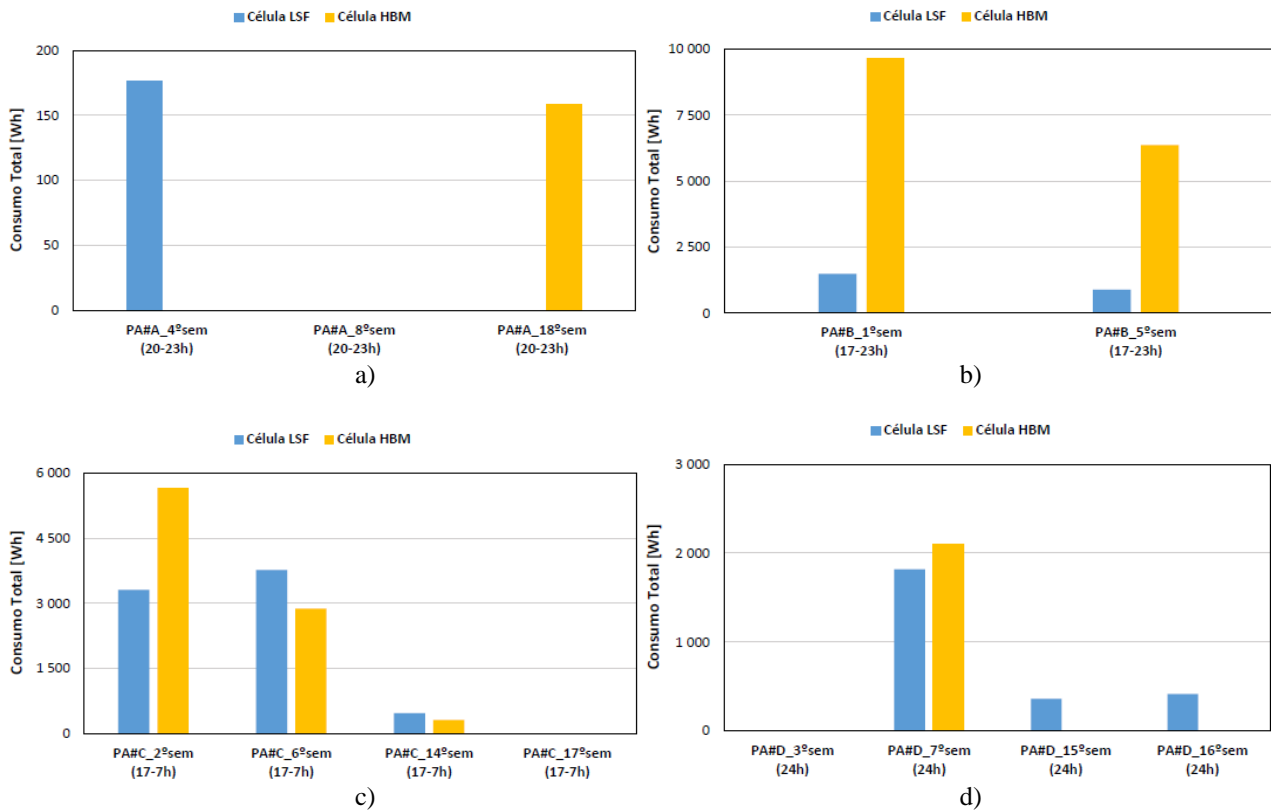 Célula LSF Célula HBM
Consumo Total [Wh]
200
150
100
50
0
PA#A_4ºsem PA#A_8ºsem PA#A_18ºsem
(20-23h) (20-23h) (20-23h)
a)
Célula LSF Célula HBM
Consumo Total [Wh]
10 000
7 500
5 000
2 500
0
PA#B_1ºsem PA#B_5ºsem
(17-23h) (17-23h)
b)
Célula LSF Célula HBM
Consumo Total [Wh]
6 000
4 500
3 000
1 500
0
PA#C_2ºsem PA#C_6ºsem PA#C_14ºsem PA#C_17ºsem
(17-7h) (17-7h) (17-7h) (17-7h)
c)
Célula LSF Célula HBM
Consumo Total [Wh]
3 000
2 000
1 000
0
PA#D_3ºsem PA#D_7ºsem PA#D_15ºsem PA#D_16ºsem
(24h) (24h) (24h) (24h)
d)